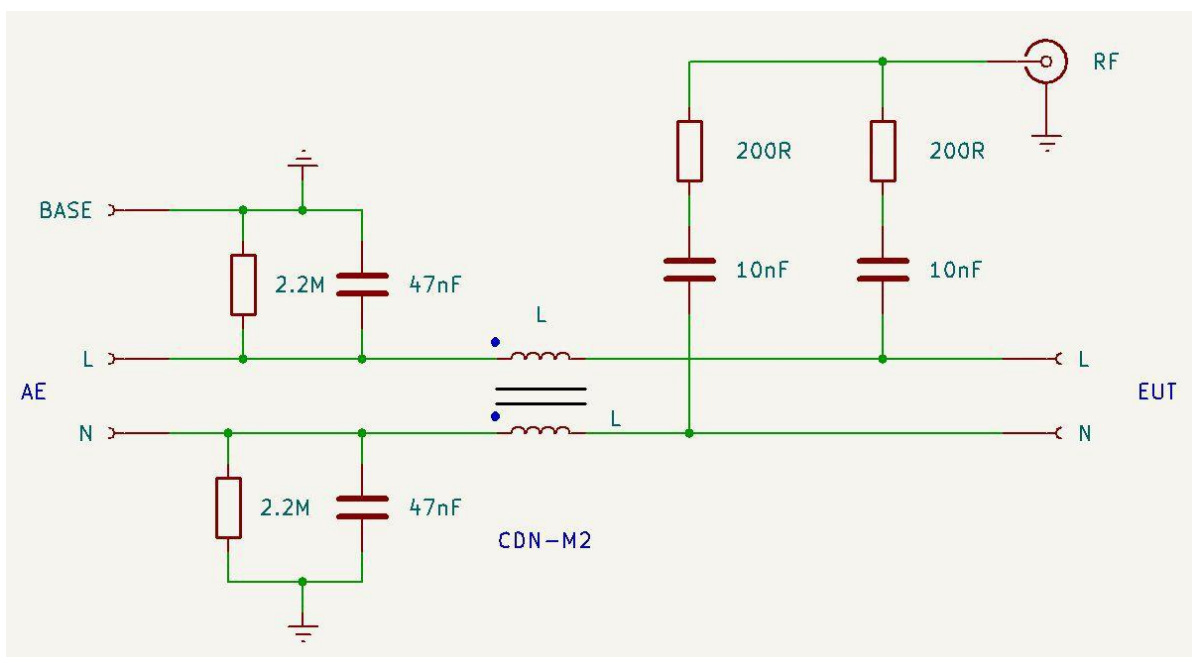 RF
200R
200R
BASE
2.2M
47nF
10nF
10nF
L
L
L
AE
EUT
L
N
N
2.2M
47nF
CDN-M2